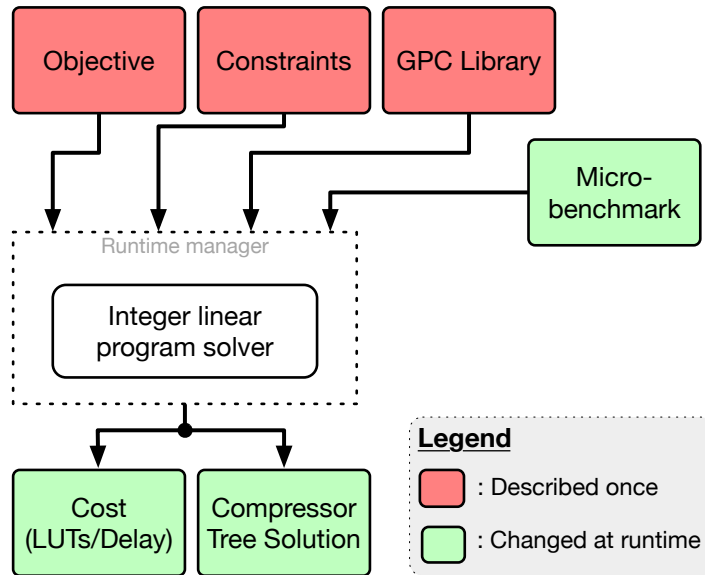 Objective
Constraints
GPC Library
Micro-
benchmark
Runtime manager
Integer linear
program solver
Cost
(LUTs/Delay)
Compressor
Tree Solution
Legend
: Described once
: Changed at runtime